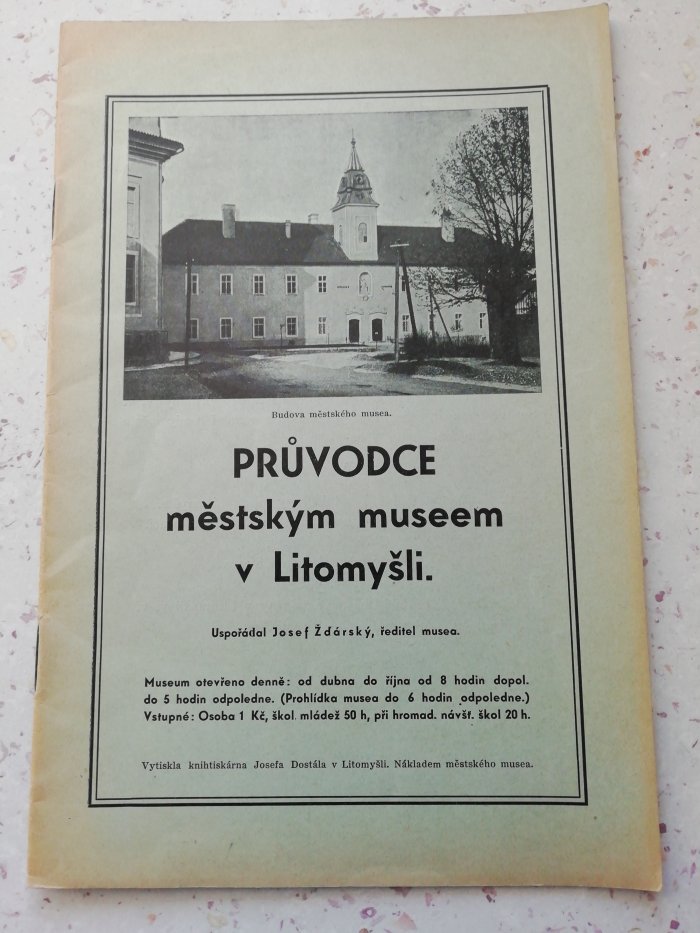 Budova městského musea.
PRŮVODCE
městským museem
v Litomyšli.
Uspořádal Josef Žďárský, ředitel musea.
Museum otevřeno denně: od dubna do října od 8 hodin dopol.
do 5 hodin odpoledne. (Prohlídka musea do 6 hodin odpoledne.)
Vstupné: Osoba 1 Kč, škol. mládež 50 h, při hromad. návšt. škol 20 h.
Vytiskla knihtiskárna Josefa Dostála v Litomyšli. Nákladem městského musea.